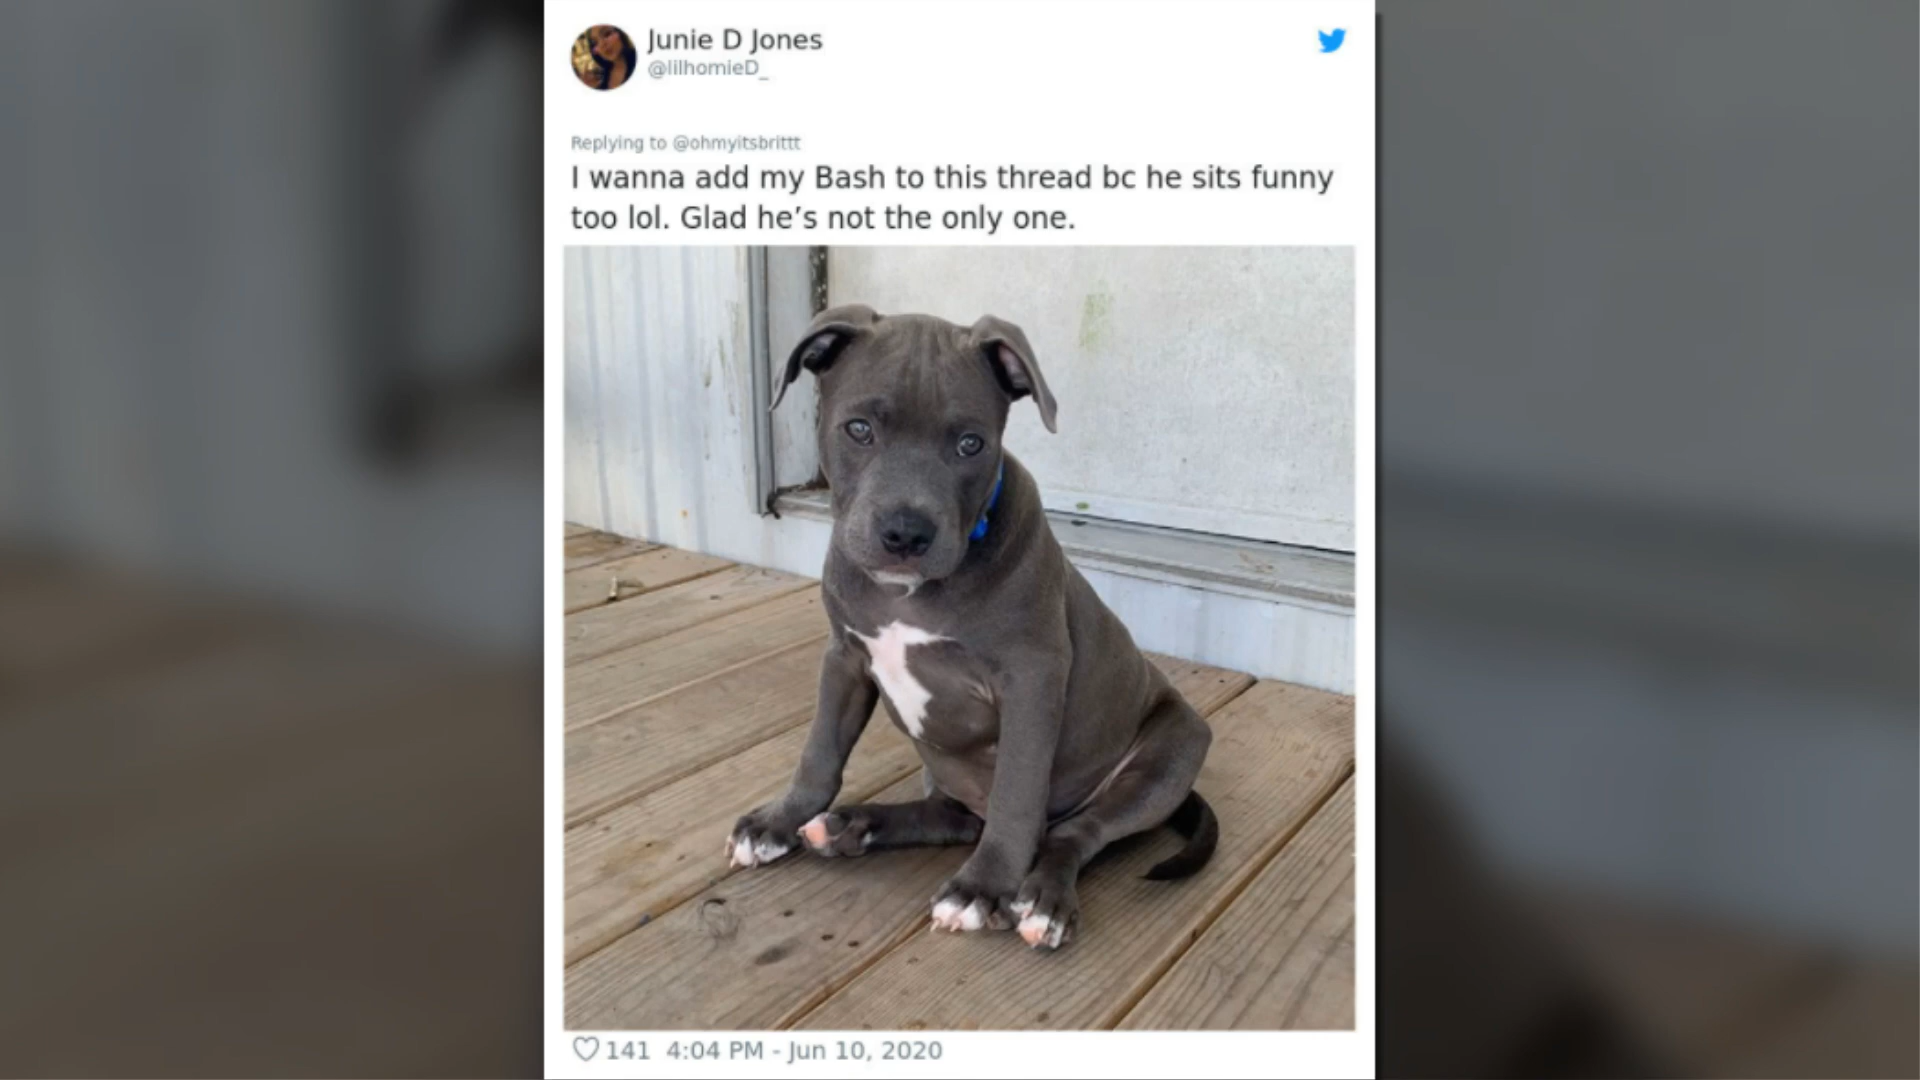 Junie D Jones
@lilhomieD_
Replying to @ohmyitsbrittt
I wanna add my Bash to this thread bc he sits funny
too lol. Glad he’s not the only one.
141 4:04 PM - Jun 10, 2020